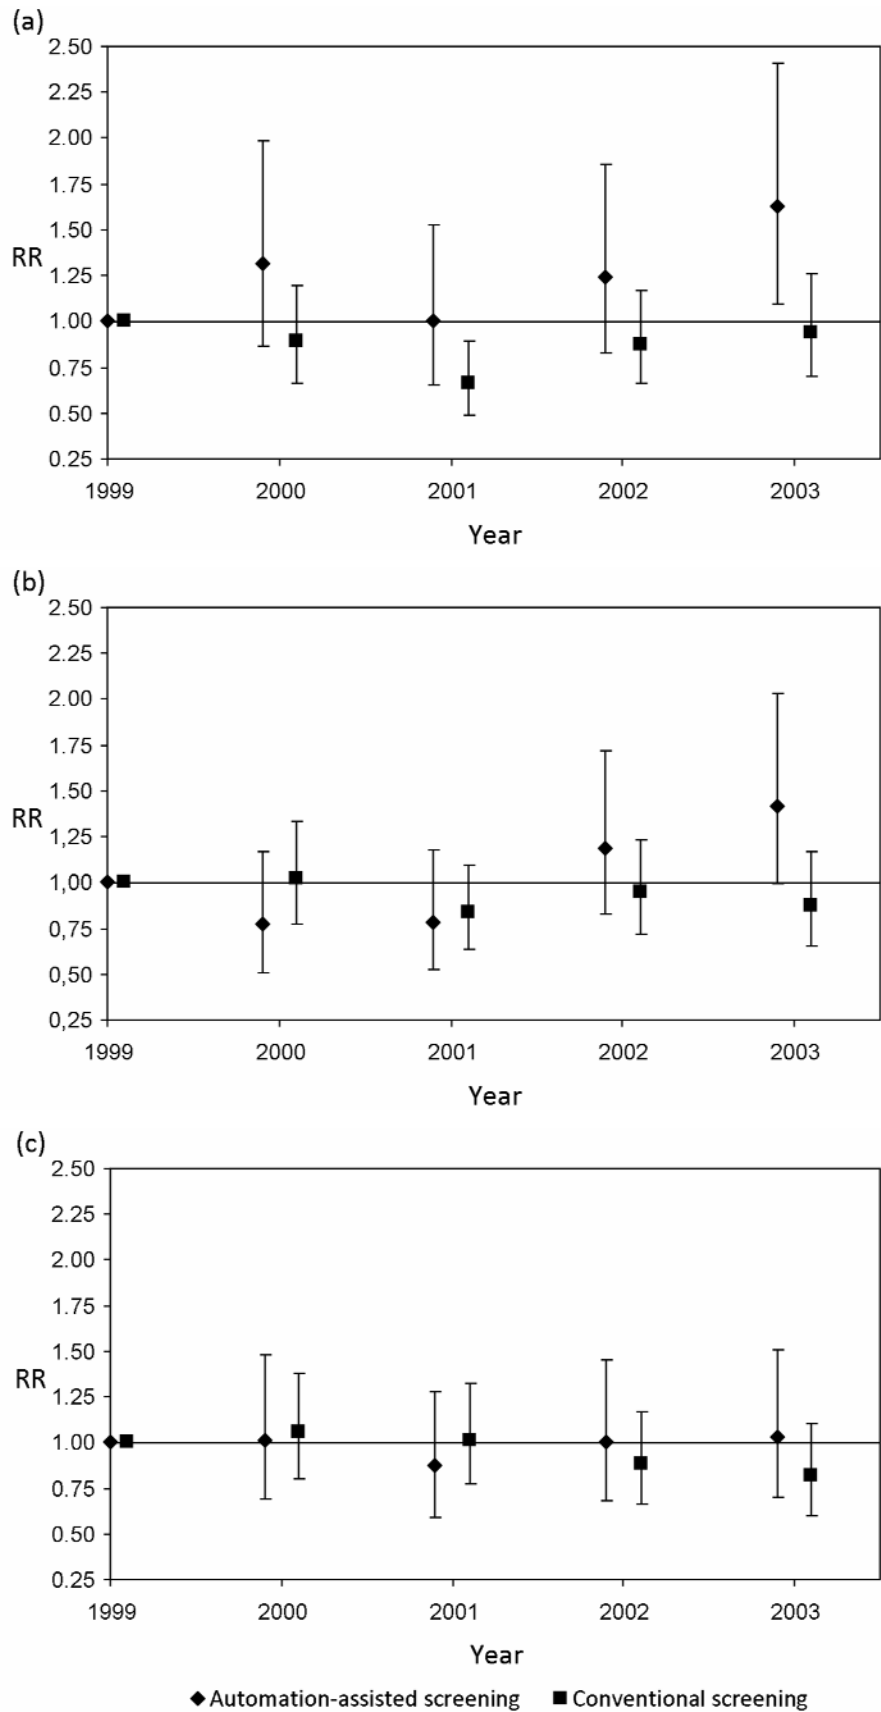 (a)
2.50
2.25
2.00
1.75
1.50
RR
1.25
1.00
0.75
0.50
0.25
1999 2000 2001 2002 2003
Year
(b)
2.50
2.25
2.00
1.75
1.50
RR
1,25
1,00
0,75
0,50
0,25
1999 2000 2001 2002 2003
Year
(c)
2.50
2.25
2.00
1.75
1.50
RR
1.25
1.00
0.75
0.50
0.25
1999 2000 2001 2002 2003
Year
Automation-assisted screening Conventional screening